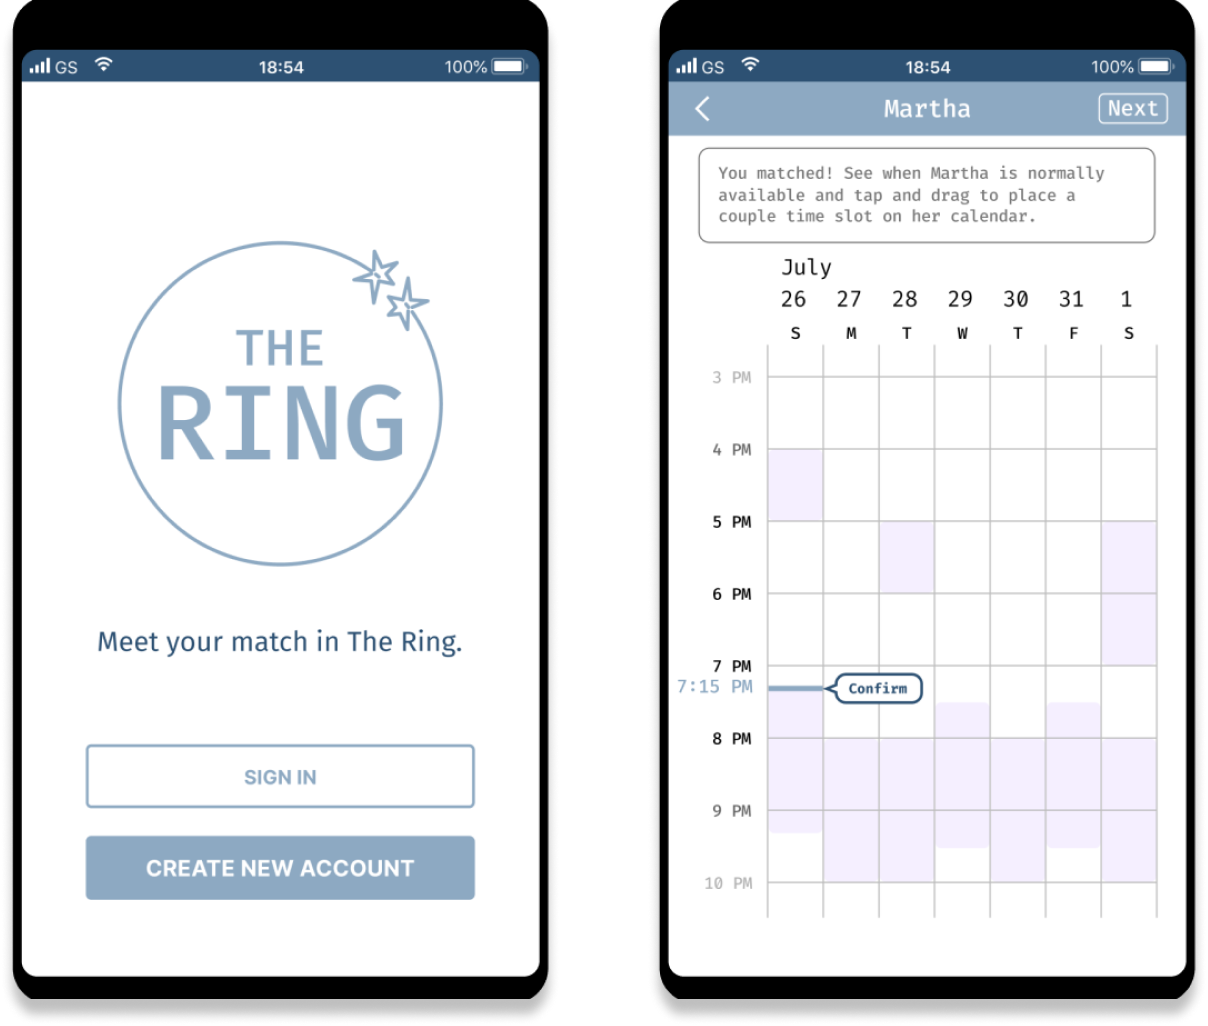 GS 18:54 100%
THE
RING
Meet your match in The Ring.
SIGN IN
CREATE NEW ACCOUNT
GS 18:54 100%
Martha Next
You matched! See when Martha is normally
available and tap and drag to place a
couple time slot on her calendar.
July
26 27 28 29 30 31 1
S M T W T F S
3 PM
4 PM
5 PM
6 PM
7 PM
7:15 PM Confirm
8 PM
9 PM
10 PM